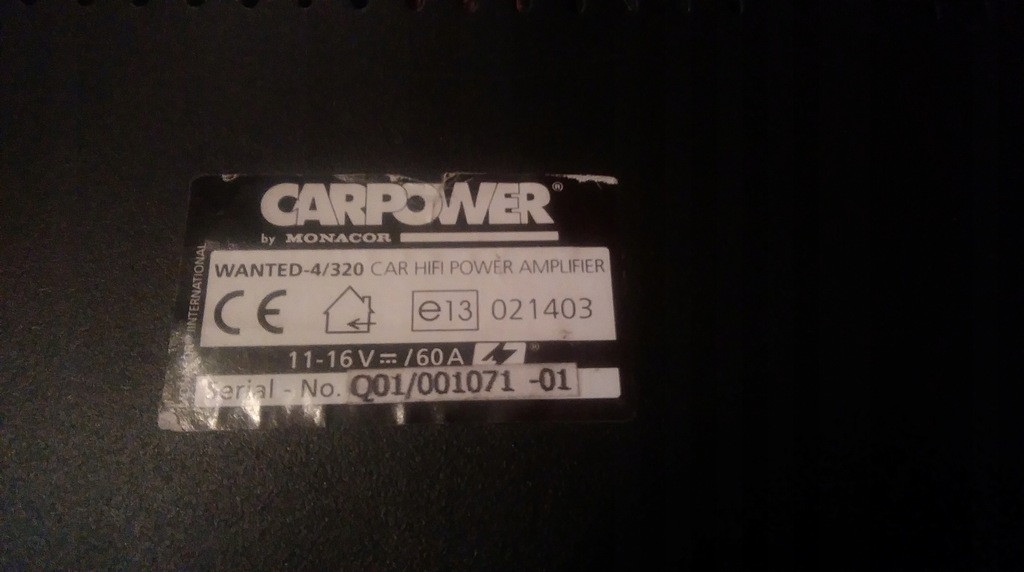 CARPOWER®
by MONACOR
INTERNATIONAL
WANTED-4/320 CAR HIFI POWER AMPLIFIER
CE e13 021403
11-16 V ⎓ /60 A ®
Serial - No. Q01/001071 -01